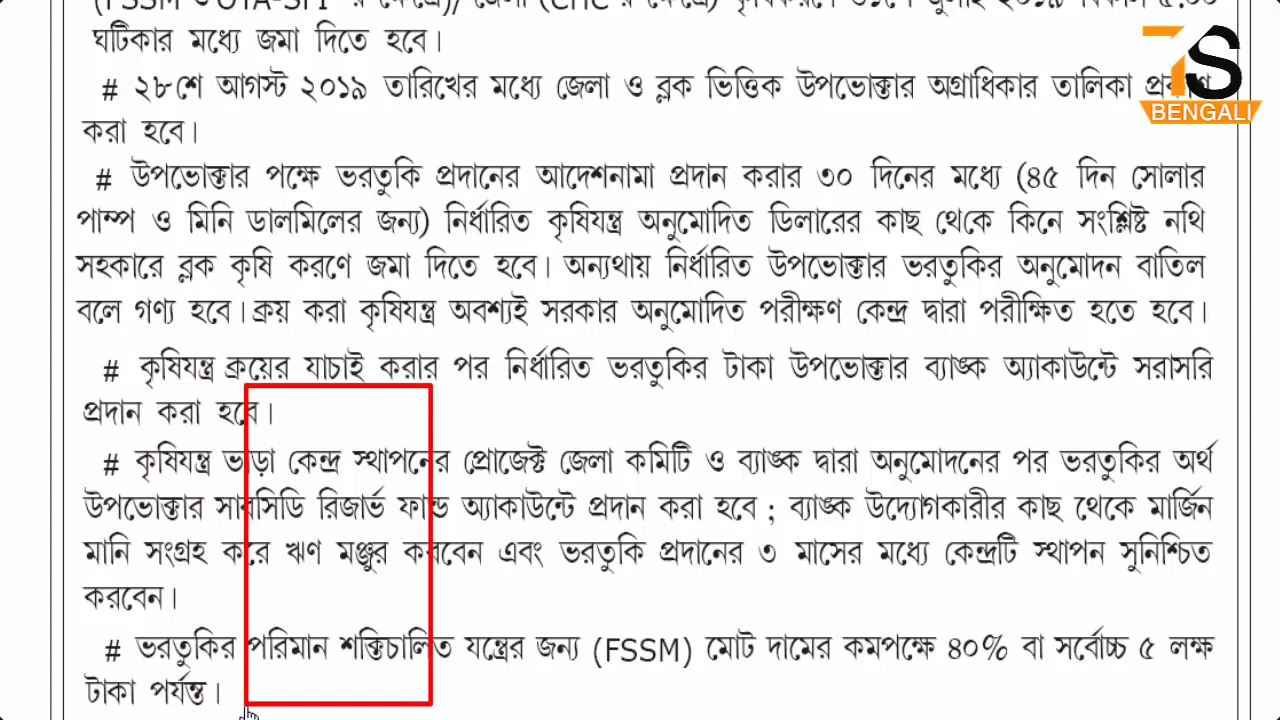 ঘটিকার মধ্যে জমা দিতে হবে।
# ২৮শে আগস্ট ২০১৯ তারিখের মধ্যে জেলা ও ব্লক ভিত্তিক উপভোক্তার অগ্রাধিকার তালিকা
করা হবে।
# উপভোক্তার পক্ষে ভরতুকি প্রদানের আদেশনামা প্রদান করার ৩০ দিনের মধ্যে (৪৫ দিন সোলার
পাম্প ও মিনি ডালমিলের জন্য) নির্ধারিত কৃষিযন্ত্র অনুমোদিত ডিলারের কাছ থেকে কিনে সংশ্লিষ্ট নথি
সহকারে ব্লক কৃষি করণে জমা দিতে হবে। অন্যথায় নির্ধারিত উপভোক্তার ভরতুকির অনুমোদন বাতিল
বলে গণ্য হবে। ক্রয় করা কৃষিযন্ত্র অবশ্যই সরকার অনুমোদিত পরীক্ষণ কেন্দ্র দ্বারা পরীক্ষিত হতে হবে।
# কৃষিযন্ত্র ক্রয়ের যাচাই করার পর নির্ধারিত ভরতুকির টাকা উপভোক্তার ব্যাঙ্ক অ্যাকাউন্টে সরাসরি
প্রদান করা হবে।
# কৃষিযন্ত্র ভাড়া কেন্দ্র স্থাপনের প্রোজেক্ট জেলা কমিটি ও ব্যাঙ্ক দ্বারা অনুমোদনের পর ভরতুকির অর্থ
উপভোক্তার সাবসিডি রিজার্ভ ফান্ড অ্যাকাউন্টে প্রদান করা হবে ; ব্যাঙ্ক উদ্যোগকারীর কাছ থেকে মার্জিন
মানি সংগ্রহ করে ঋণ মঞ্জুর করবেন এবং ভরতুকি প্রদানের ৩ মাসের মধ্যে কেন্দ্রটি স্থাপন সুনিশ্চিত
করবেন।
# ভরতুকির পরিমান শক্তিচালিত যন্ত্রের জন্য (FSSM) মোট দামের কমপক্ষে ৪০% বা সর্বোচ্চ ৫ লক্ষ
টাকা পর্যন্ত।
7S
BENGALI